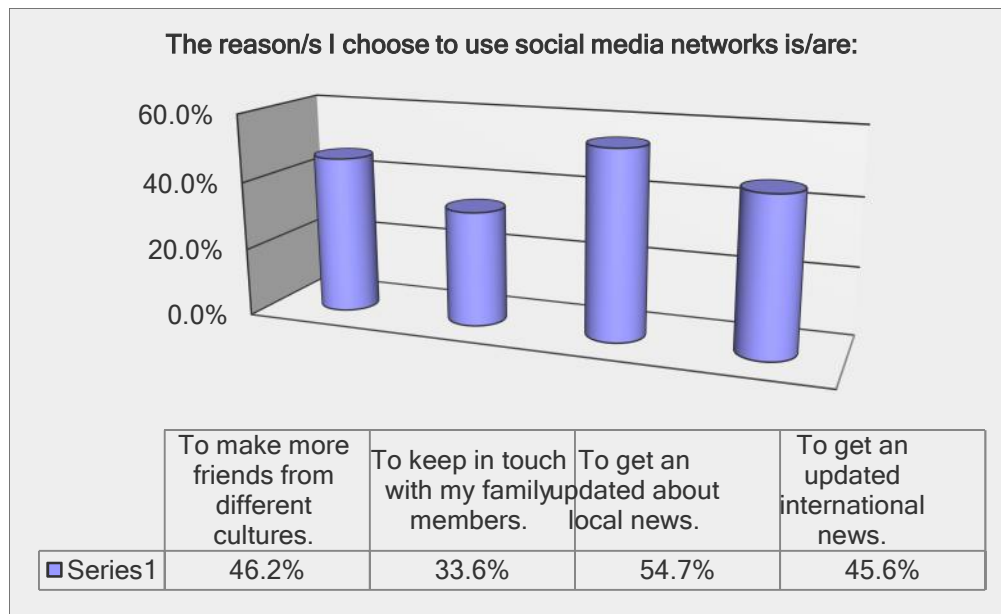 The reason/s I choose to use social media networks is/are:
60.0%
40.0%
20.0%
0.0%
To make more
friends from
different
cultures.
To keep in touch
with my family
members.
To get an
updated about
local news.
To get an
updated
international
news.
Series1 46.2% 33.6% 54.7% 45.6%